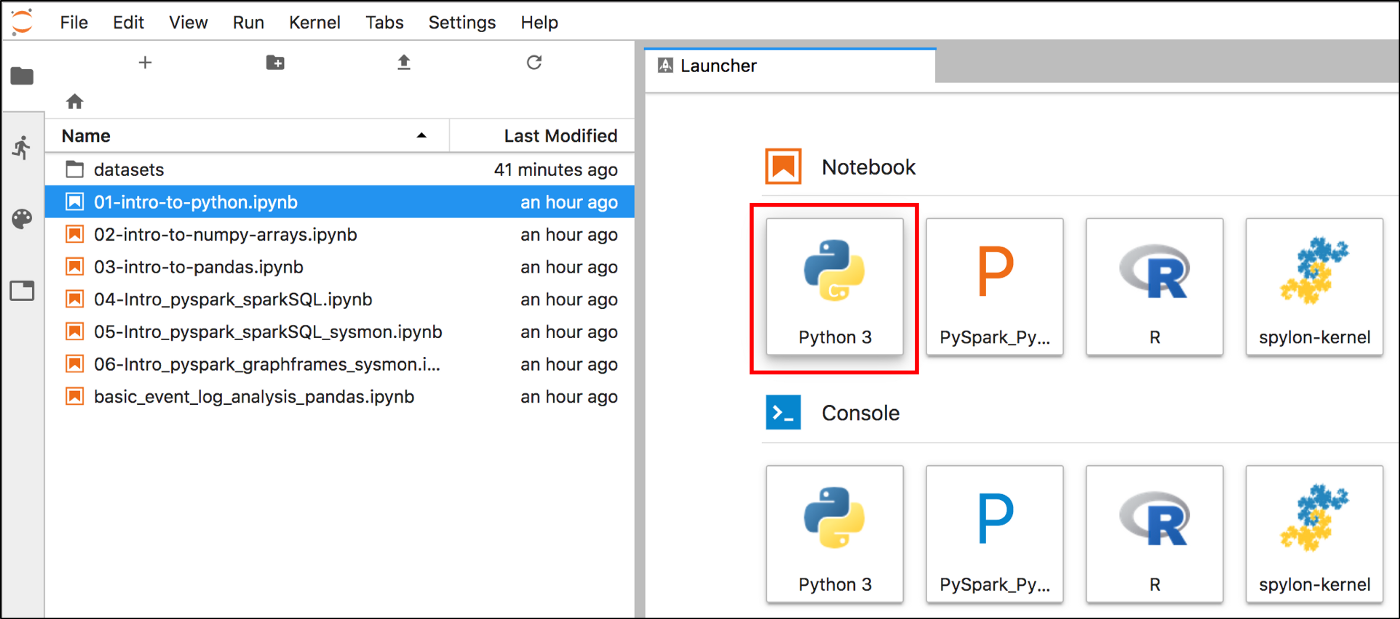 File Edit View Run Kernel Tabs Settings Help
Launcher
Name Last Modified
datasets 41 minutes ago
01-intro-to-python.ipynb an hour ago
02-intro-to-numpy-arrays.ipynb an hour ago
03-intro-to-pandas.ipynb an hour ago
04-Intro_pyspark_sparkSQL.ipynb an hour ago
05-Intro_pyspark_sparkSQL_sysmon.ipynb an hour ago
06-Intro_pyspark_graphframes_sysmon.i... an hour ago
basic_event_log_analysis_pandas.ipynb an hour ago
Notebook
P R
Python 3 PySpark_Py... R spylon-kernel
Console
P R
Python 3 PySpark_Py... R spylon-kernel